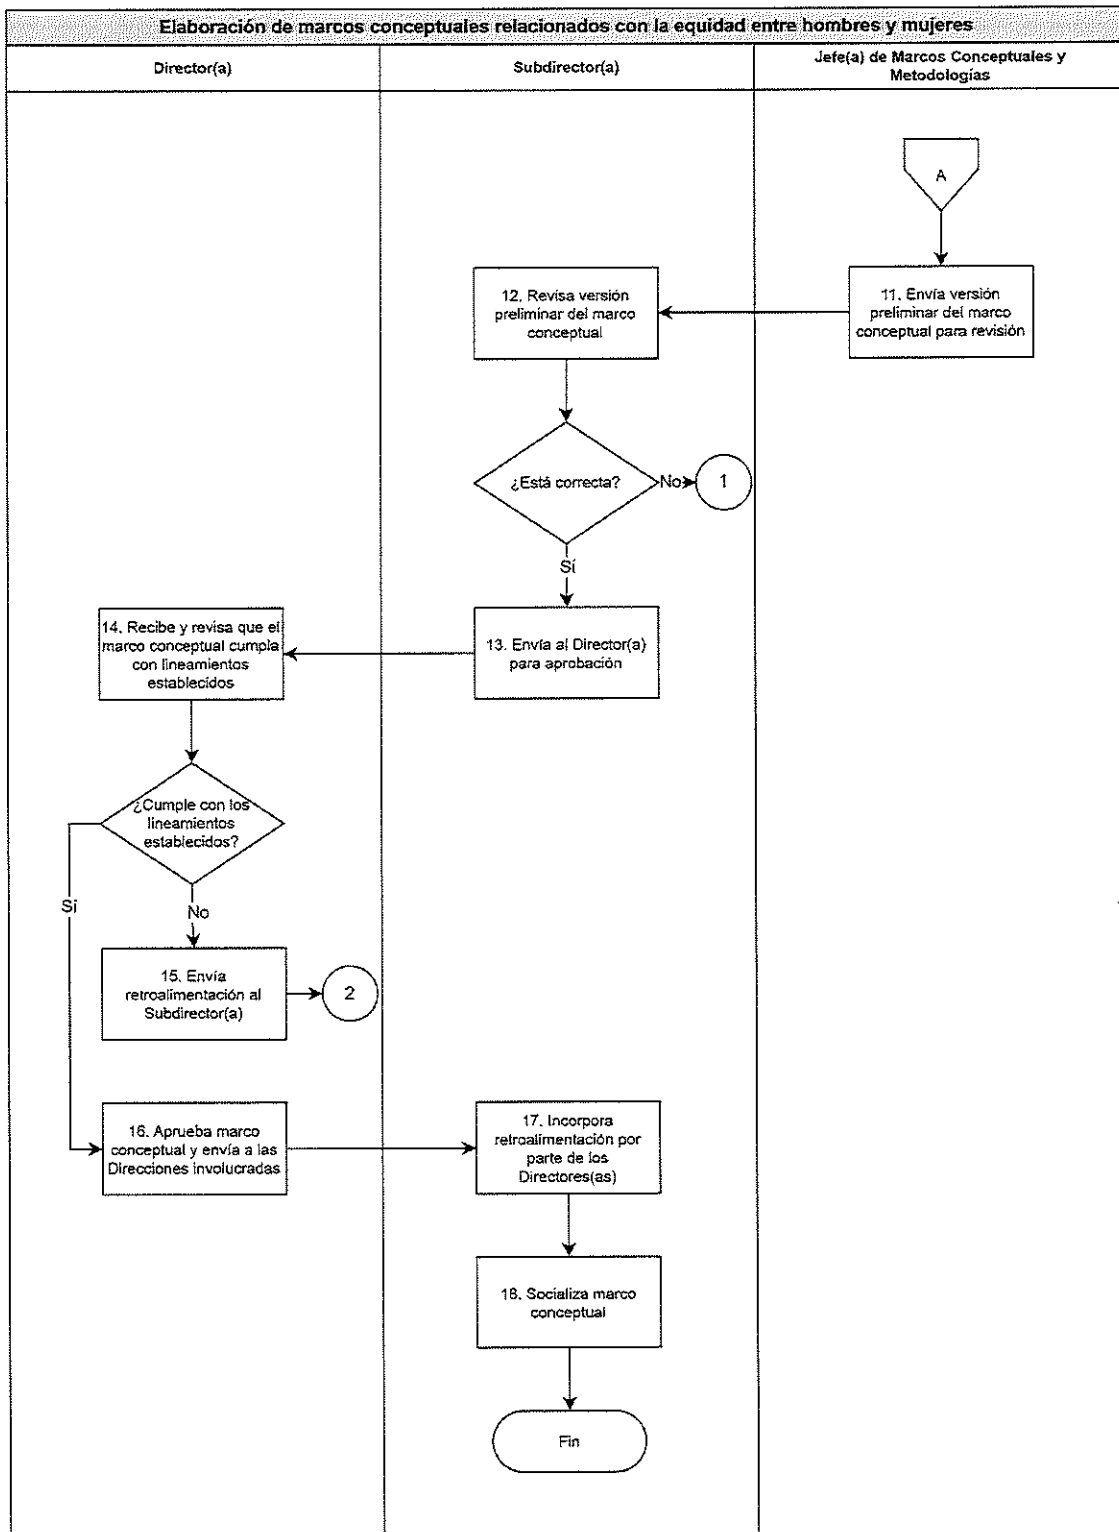 Elaboración de marcos conceptuales relacionados con la equidad entre hombres y mujeres
Director(a)
Subdirector(a)
Jefe(a) de Marcos Conceptuales y
Metodologías
A
12. Revisa versión
preliminar del marco
conceptual
11. Envía versión
preliminar del marco
conceptual para revisión
¿Está correcta?
No
1
Sí
14. Recibe y revisa que el
marco conceptual cumpla
con lineamientos
establecidos
13. Envía al Director(a)
para aprobación
¿Cumple con los
lineamientos
establecidos?
Sí
No
15. Envía
retroalimentación al
Subdirector(a)
2
16. Aprueba marco
conceptual y envía a las
Direcciones involucradas
17. Incorpora
retroalimentación por
parte de los
Directores(as)
18. Socializa marco
conceptual
Fin